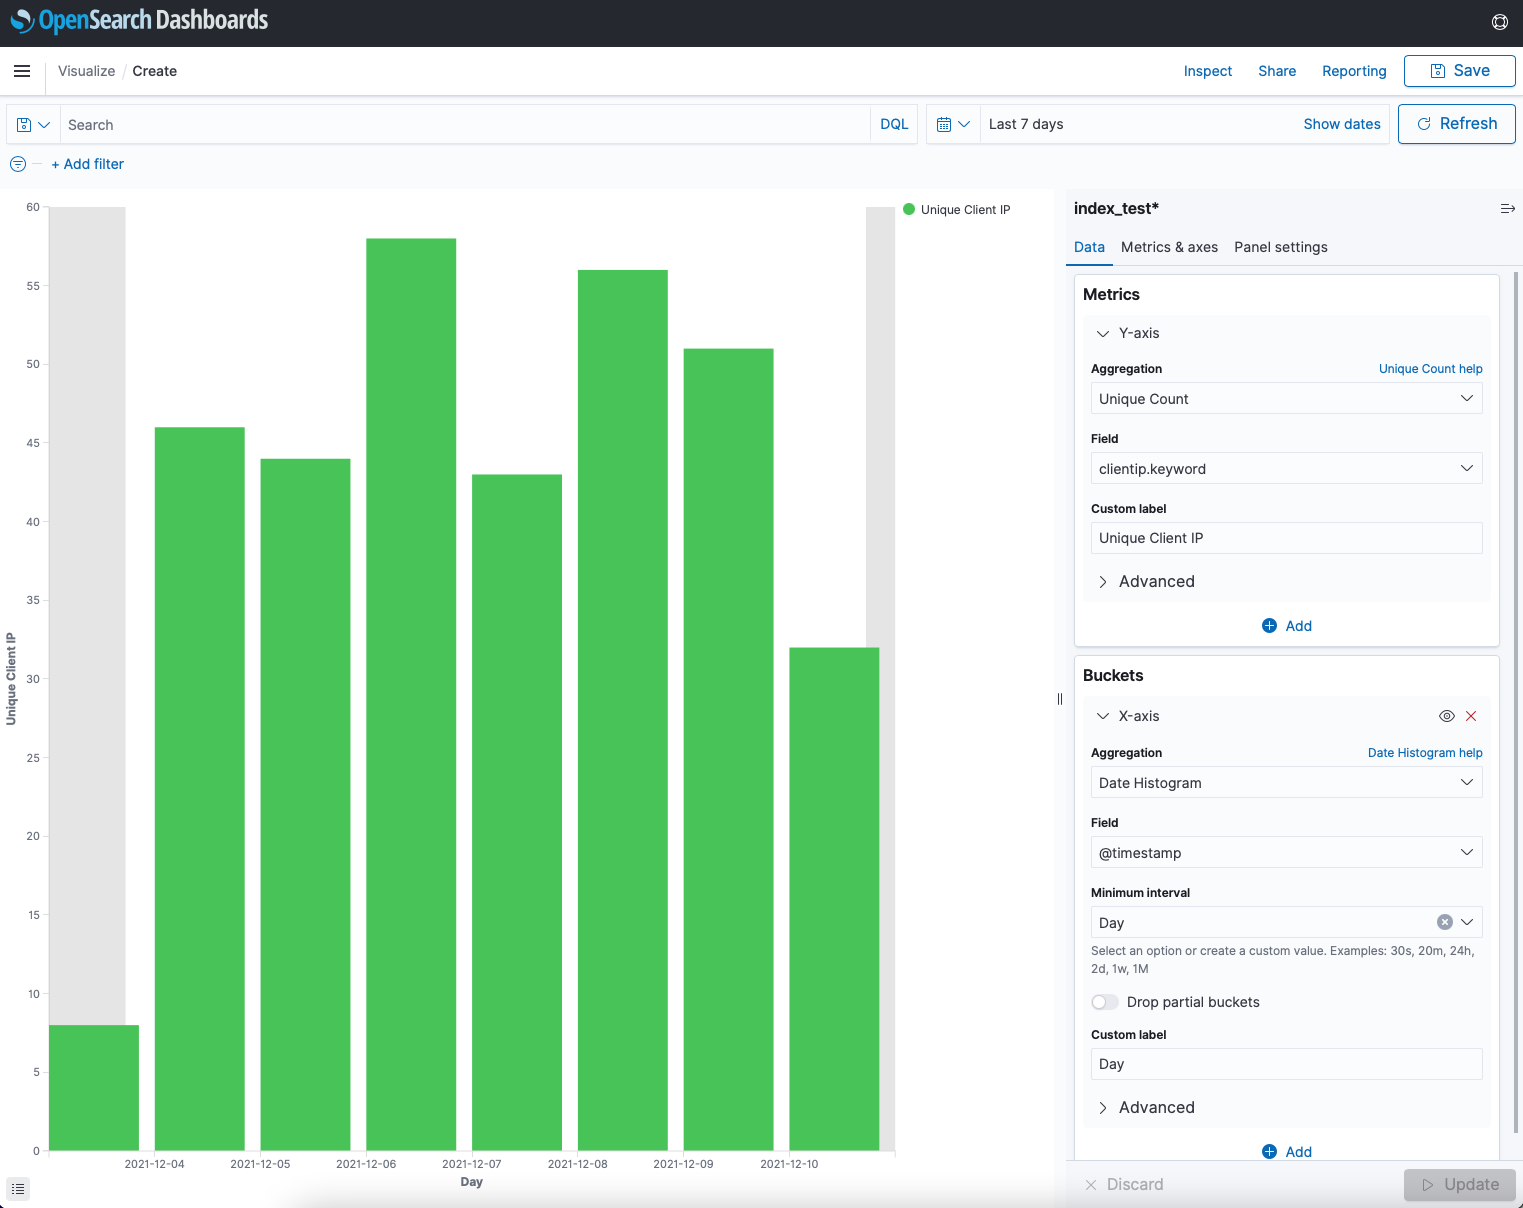 OpenSearch Dashboards
Visualize / Create
Inspect Share Reporting Save
Search DQL Last 7 days Show dates Refresh
+ Add filter
60
55
50
45
40
35
30
25
20
15
10
5
0
Unique Client IP
2021-12-04 2021-12-05 2021-12-06 2021-12-07 2021-12-08 2021-12-09 2021-12-10
Day
Unique Client IP
index_test*
Data Metrics & axes Panel settings
Metrics
Y-axis
Aggregation Unique Count help
Unique Count
Field
clientip.keyword
Custom label
Unique Client IP
Advanced
Add
Buckets
X-axis
Aggregation Date Histogram help
Date Histogram
Field
@timestamp
Minimum interval
Day
Select an option or create a custom value. Examples: 30s, 20m, 24h,
2d, 1w, 1M
Drop partial buckets
Custom label
Day
Advanced
Add
Discard Update